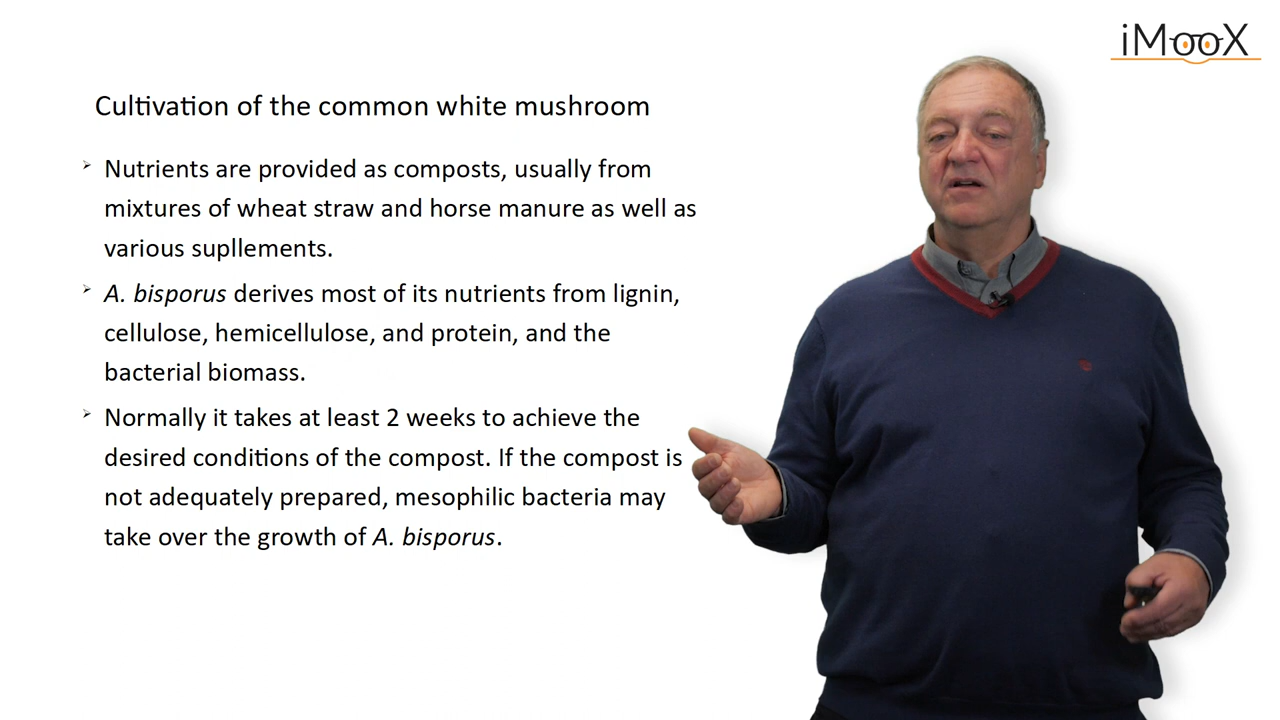 iMooX
Cultivation of the common white mushroom
Nutrients are provided as composts, usually from
mixtures of wheat straw and horse manure as well as
various supllements.
A. bisporus derives most of its nutrients from lignin,
cellulose, hemicellulose, and protein, and the
bacterial biomass.
Normally it takes at least 2 weeks to achieve the
desired conditions of the compost. If the compost is
not adequately prepared, mesophilic bacteria may
take over the growth of A. bisporus.